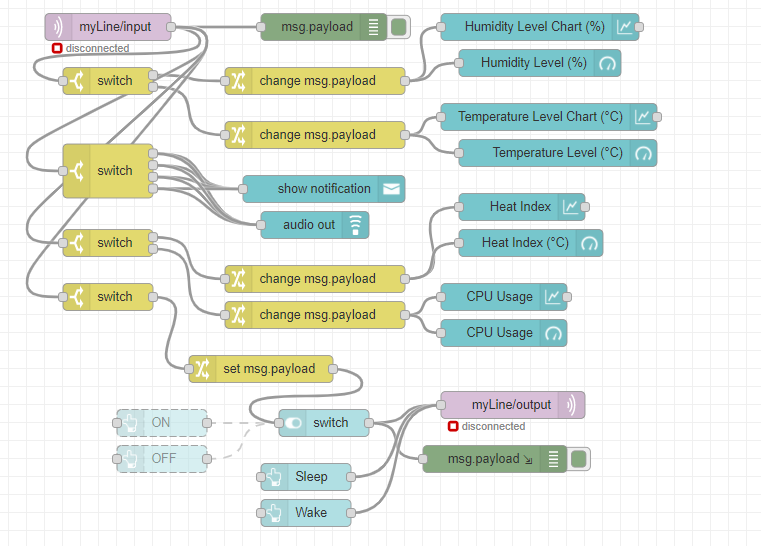 myLine/input
disconnected
msg.payload
Humidity Level Chart (%)
Humidity Level (%)
switch
change msg.payload
Temperature Level Chart (°C)
change msg.payload
Temperature Level (°C)
switch
show notification
audio out
Heat Index
switch
Heat Index (°C)
change msg.payload
switch
CPU Usage
change msg.payload
CPU Usage
set msg.payload
myLine/output
disconnected
ON
switch
OFF
msg.payload
Sleep
Wake